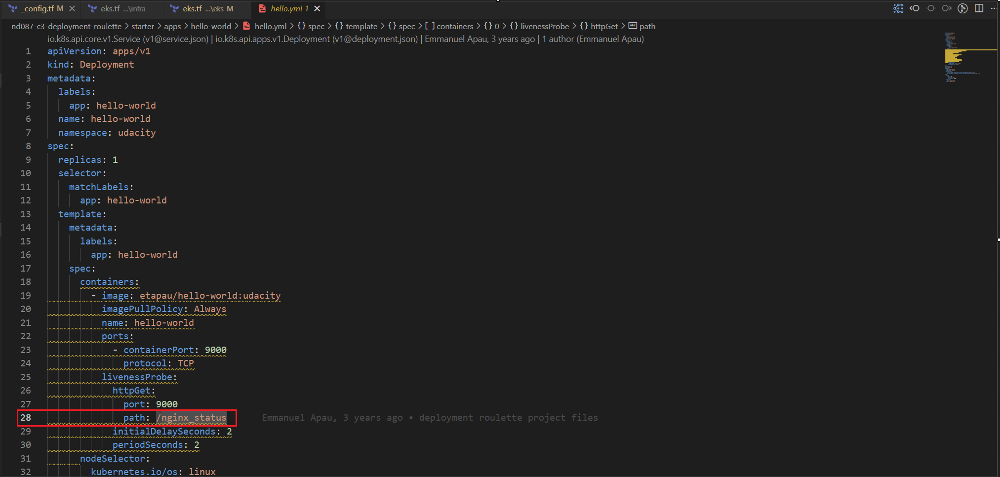 _config.tf M
eks.tf ...\infra
eks.tf ...\eks M
hello.yml 1
nd087-c3-deployment-roulette > starter > apps > hello-world > hello.yml > {} spec > {} template > {} spec > [ ] containers > {} 0 > {} livenessProbe > {} httpGet > abc path
io.k8s.api.core.v1.Service (v1@service.json) | io.k8s.api.apps.v1.Deployment (v1@deployment.json) | Emmanuel Apau, 3 years ago | 1 author (Emmanuel Apau)
1 apiVersion: apps/v1
2 kind: Deployment
3 metadata:
4   labels:
5     app: hello-world
6   name: hello-world
7   namespace: udacity
8 spec:
9   replicas: 1
10   selector:
11     matchLabels:
12       app: hello-world
13   template:
14     metadata:
15       labels:
16         app: hello-world
17     spec:
18       containers:
19         - image: etapau/hello-world:udacity
20           imagePullPolicy: Always
21           name: hello-world
22           ports:
23             - containerPort: 9000
24               protocol: TCP
25           livenessProbe:
26             httpGet:
27               port: 9000
28               path: /nginx_status Emmanuel Apau, 3 years ago • deployment roulette project files
29             initialDelaySeconds: 2
30             periodSeconds: 2
31       nodeSelector:
32         kubernetes.io/os: linux